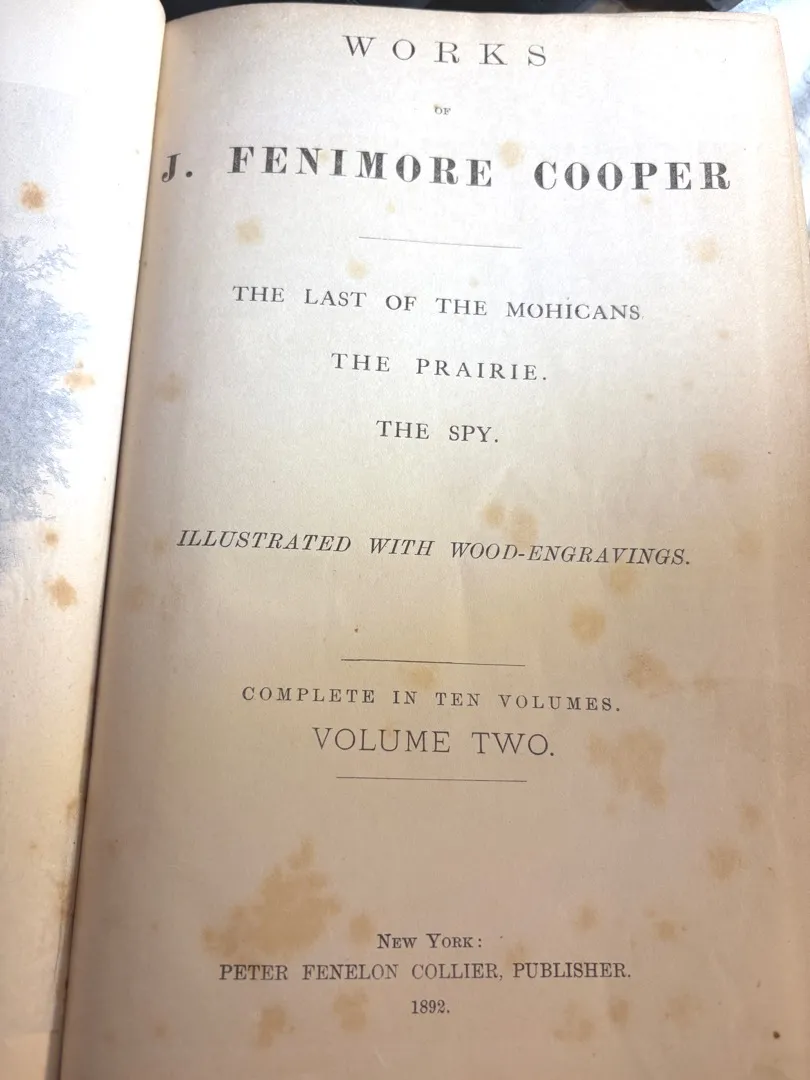 WORKS
OF
J. FENIMORE COOPER
THE LAST OF THE MOHICANS.
THE PRAIRIE.
THE SPY.
ILLUSTRATED WITH WOOD-ENGRAVINGS.
COMPLETE IN TEN VOLUMES.
VOLUME TWO.
NEW YORK:
PETER FENELON COLLIER, PUBLISHER.
1892.